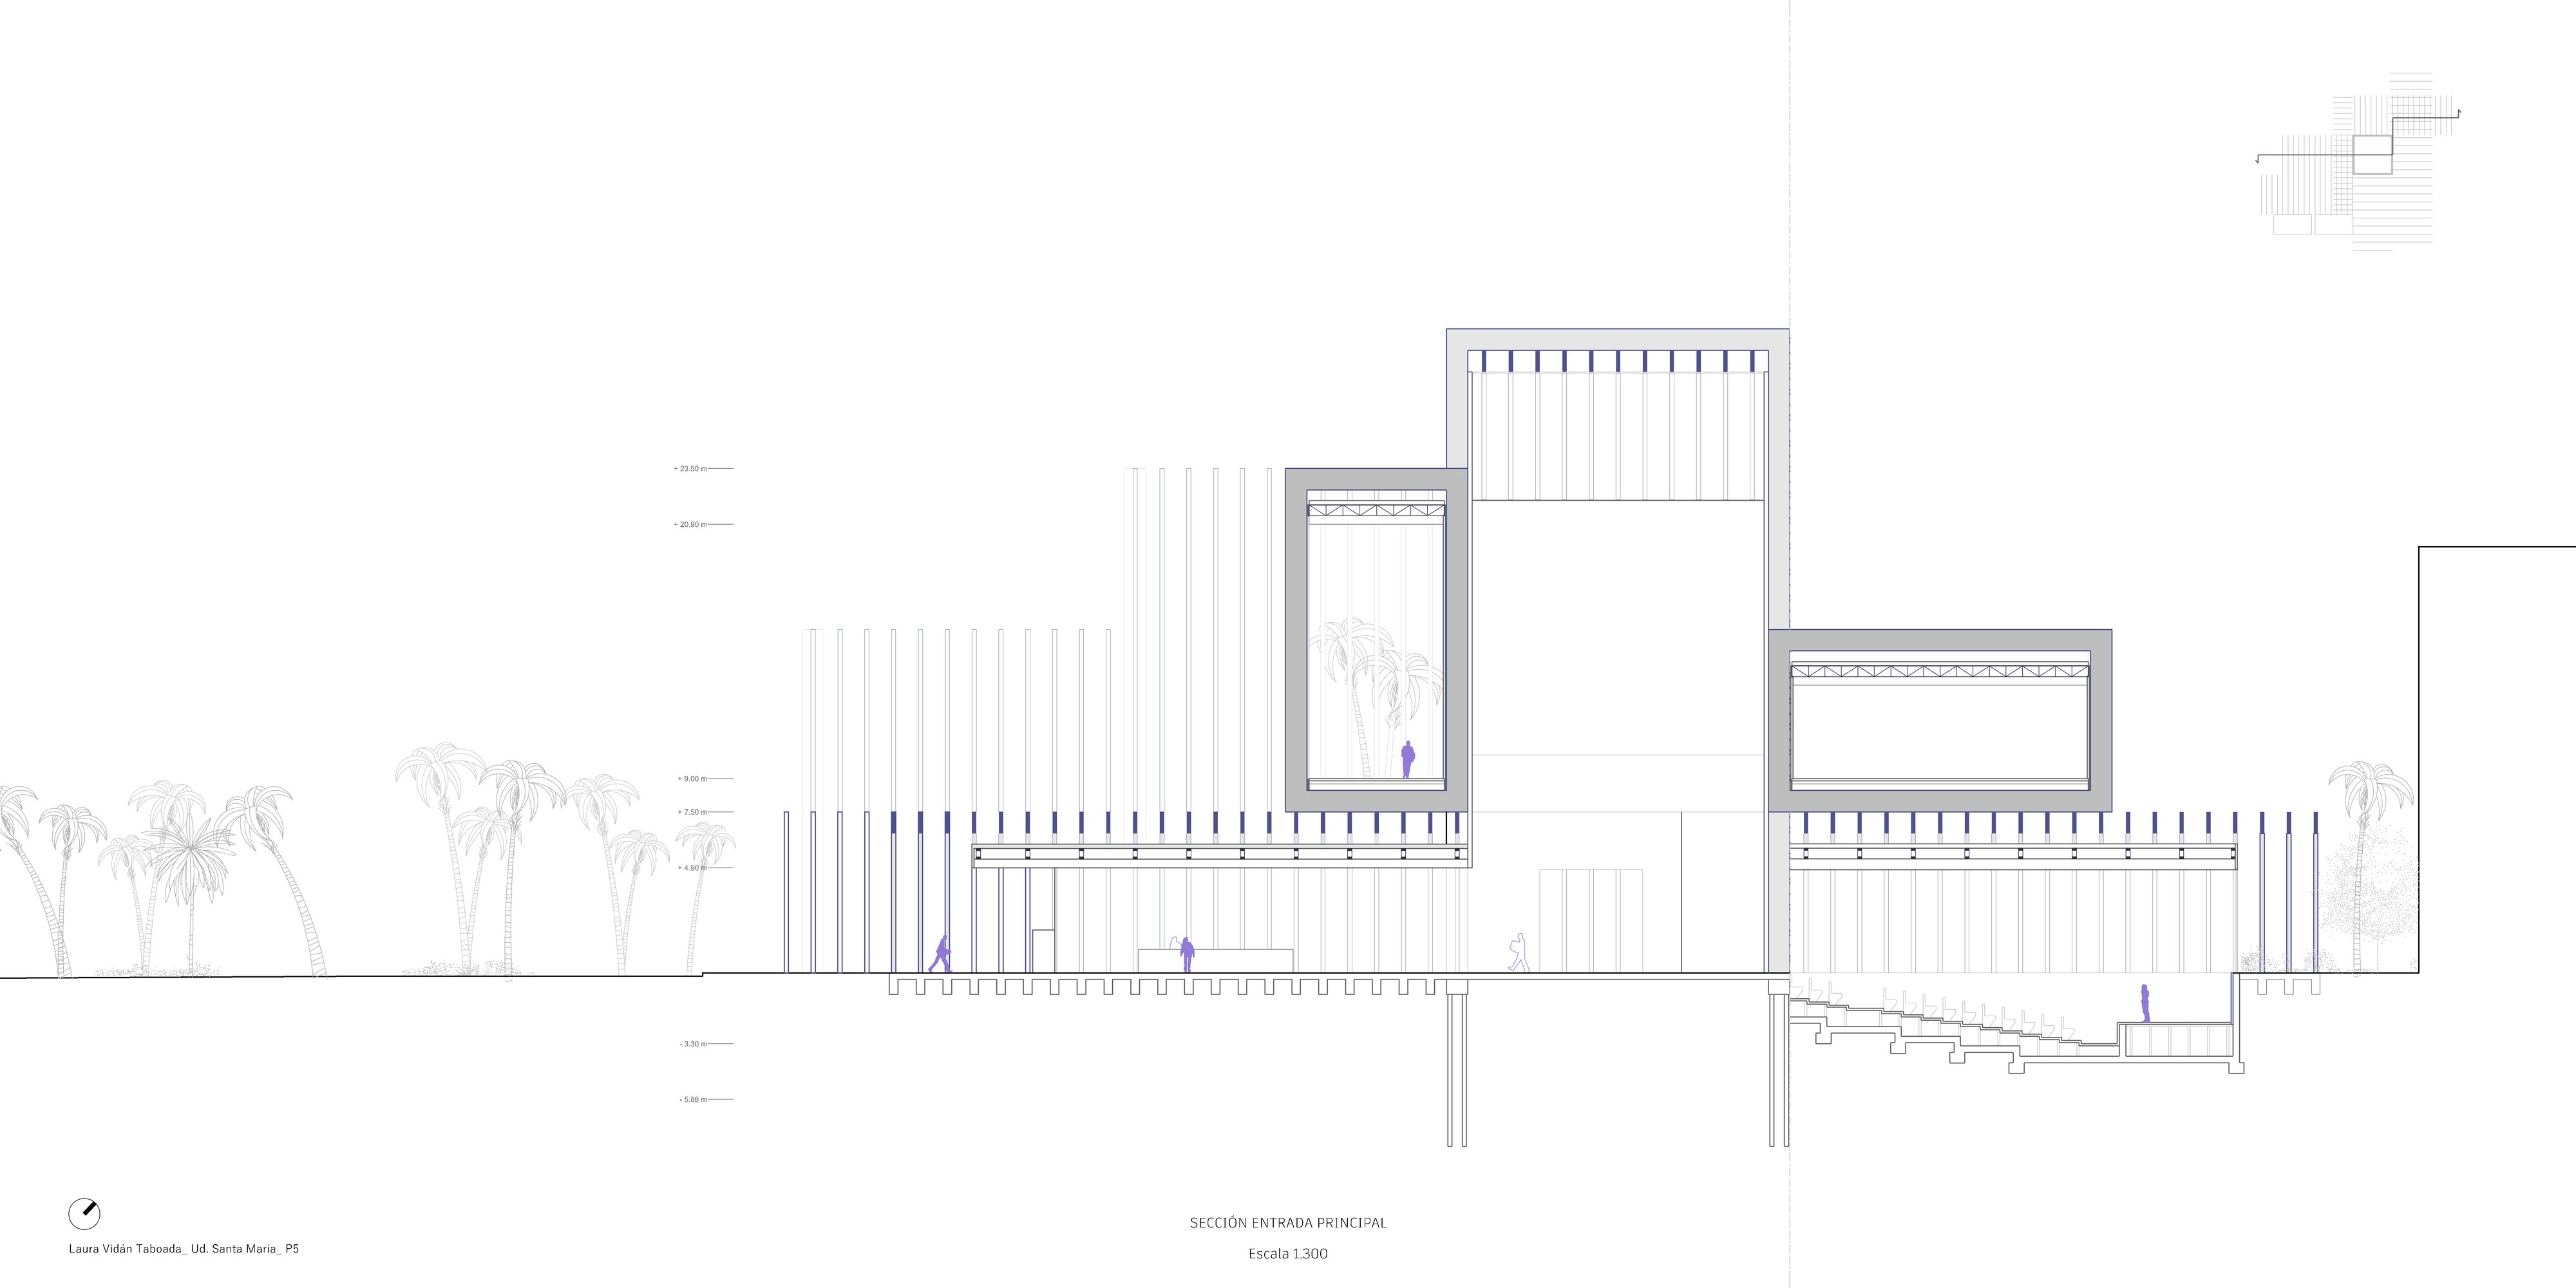 + 23.50 m
+ 20.90 m
+ 9.00 m
+ 7.50 m
+ 4.90 m
- 3.30 m
- 5.88 m
SECCIÓN ENTRADA PRINCIPAL
Escala 1.300
Laura Vidán Taboada_ Ud. Santa María_ P5